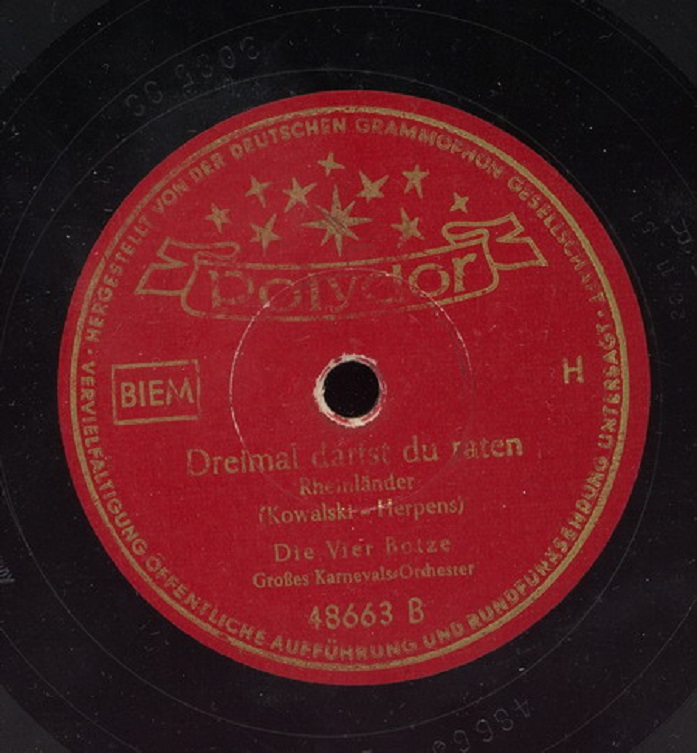 HERGESTELLT VON DER DEUTSCHEN GRAMMOPHON GESELLSCHAFT ·
polydor
BIEM
H
Dreimal darfst du raten
Rheinländer
(Kowalski - Herpens)
Die Vier Botze
Großes Karnevals-Orchester
48663 B
VERVIELFÄLTIGUNG ÖFFENTLICHE AUFFÜHRUNG UND RUNDFUNKSENDUNG UNTERSAGT ·